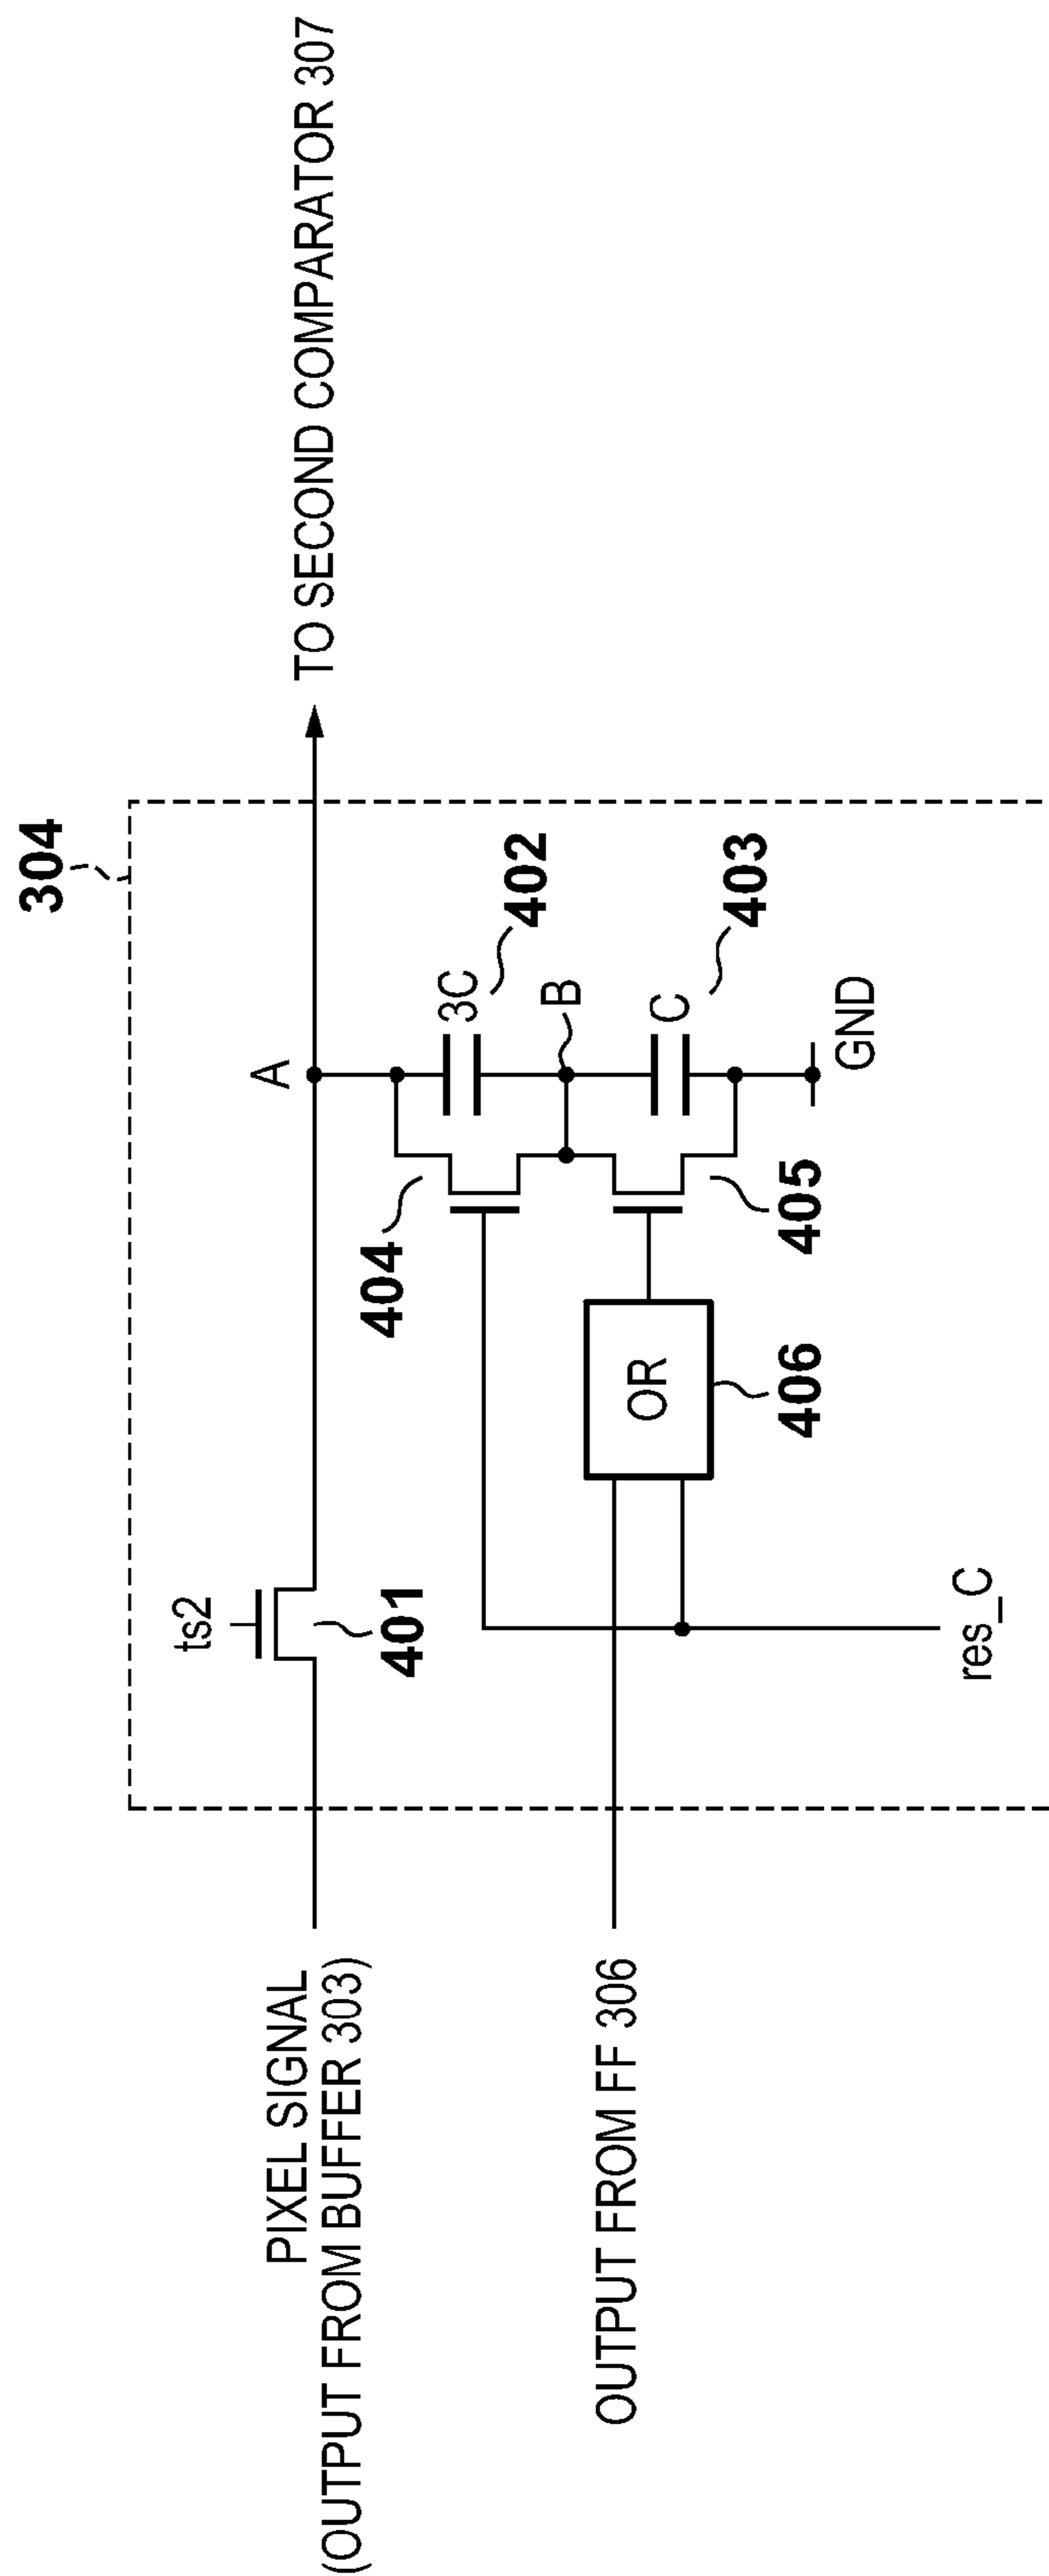 304
ts2
401
A
TO SECOND COMPARATOR 307
PIXEL SIGNAL
(OUTPUT FROM BUFFER 303)
404
3C
402
B
OUTPUT FROM FF 306
OR
406
405
C
403
GND
res_C